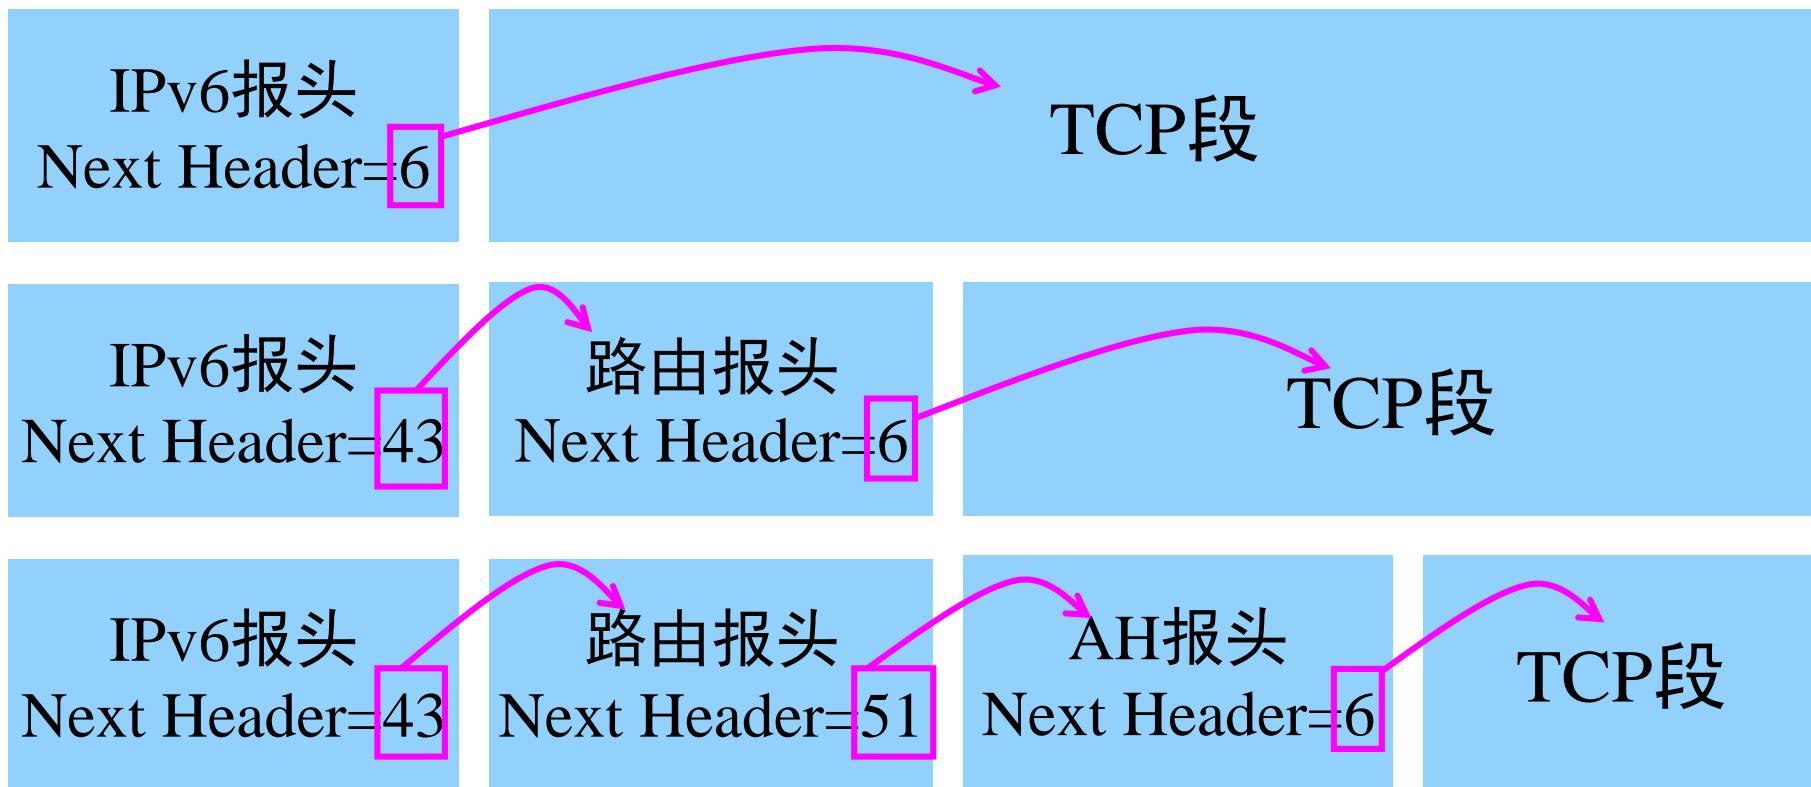 IPv6报头
Next Header=6
TCP段
IPv6报头
Next Header=43
路由报头
Next Header=6
TCP段
IPv6报头
Next Header=43
路由报头
Next Header=51
AH报头
Next Header=6
TCP段